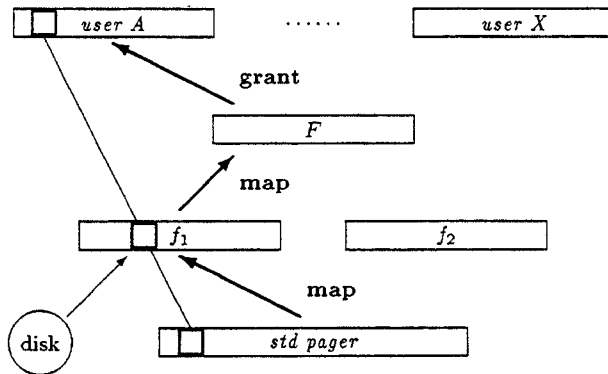 user A ...... user X
grant
F
map
f₁ f₂
map
disk std pager